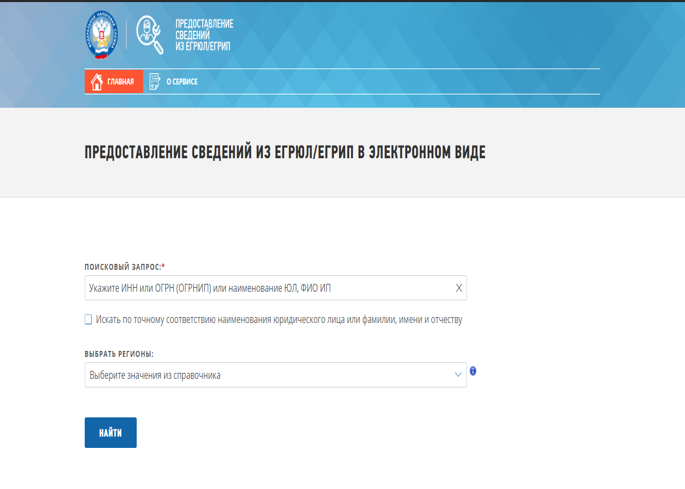 ПРЕДОСТАВЛЕНИЕ
СВЕДЕНИЙ
ИЗ ЕГРЮЛ/ЕГРИП
ГЛАВНАЯ
О СЕРВИСЕ
ПРЕДОСТАВЛЕНИЕ СВЕДЕНИЙ ИЗ ЕГРЮЛ/ЕГРИП В ЭЛЕКТРОННОМ ВИДЕ
ПОИСКОВЫЙ ЗАПРОС:*
Укажите ИНН или ОГРН (ОГРНИП) или наименование ЮЛ, ФИО ИП
Искать по точному соответствию наименования юридического лица или фамилии, имени и отчеству
ВЫБРАТЬ РЕГИОНЫ:
Выберите значения из справочника
НАЙТИ